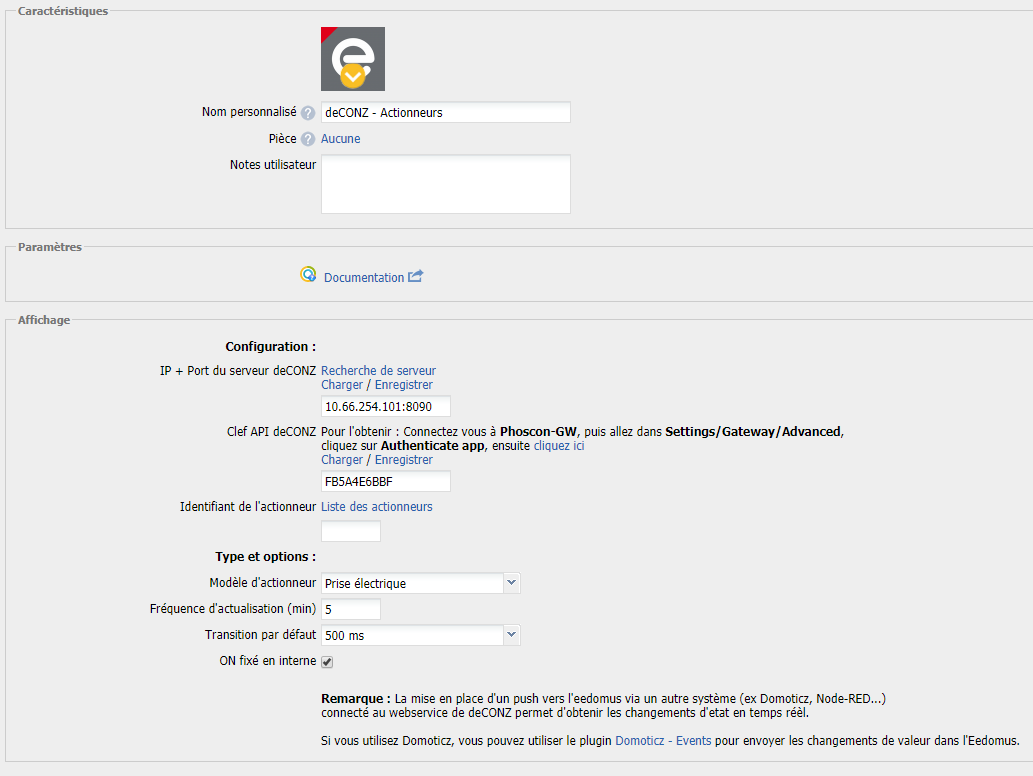 Caractéristiques
Nom personnalisé ? deCONZ - Actionneurs
Pièce ? Aucune
Notes utilisateur
Paramètres
Documentation
Affichage
Configuration :
IP + Port du serveur deCONZ Recherche de serveur
Charger / Enregistrer
10.66.254.101:8090
Clef API deCONZ Pour l'obtenir : Connectez vous à Phoscon-GW, puis allez dans Settings/Gateway/Advanced,
cliquez sur Authenticate app, ensuite cliquez ici
Charger / Enregistrer
FB5A4E6BBF
Identifiant de l'actionneur Liste des actionneurs
Type et options :
Modèle d'actionneur Prise électrique
Fréquence d'actualisation (min) 5
Transition par défaut 500 ms
ON fixé en interne
Remarque : La mise en place d'un push vers l'eedomus via un autre système (ex Domoticz, Node-RED...)
connecté au webservice de deCONZ permet d'obtenir les changements d'etat en temps réèl.
Si vous utilisez Domoticz, vous pouvez utiliser le plugin Domoticz - Events pour envoyer les changements de valeur dans l'Eedomus.